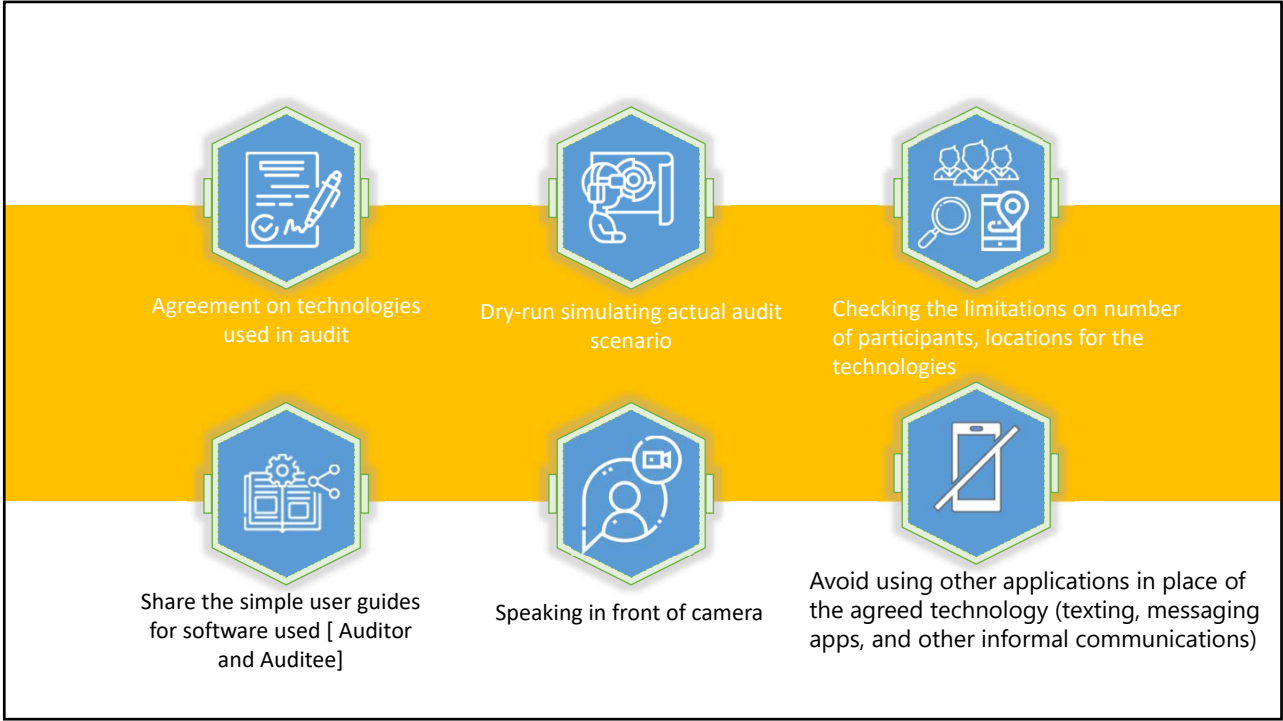 Agreement on technologies
used in audit
Dry-run simulating actual audit
scenario
Checking the limitations on number
of participants, locations for the
technologies
Share the simple user guides
for software used [ Auditor
and Auditee]
Speaking in front of camera
Avoid using other applications in place of
the agreed technology (texting, messaging
apps, and other informal communications)